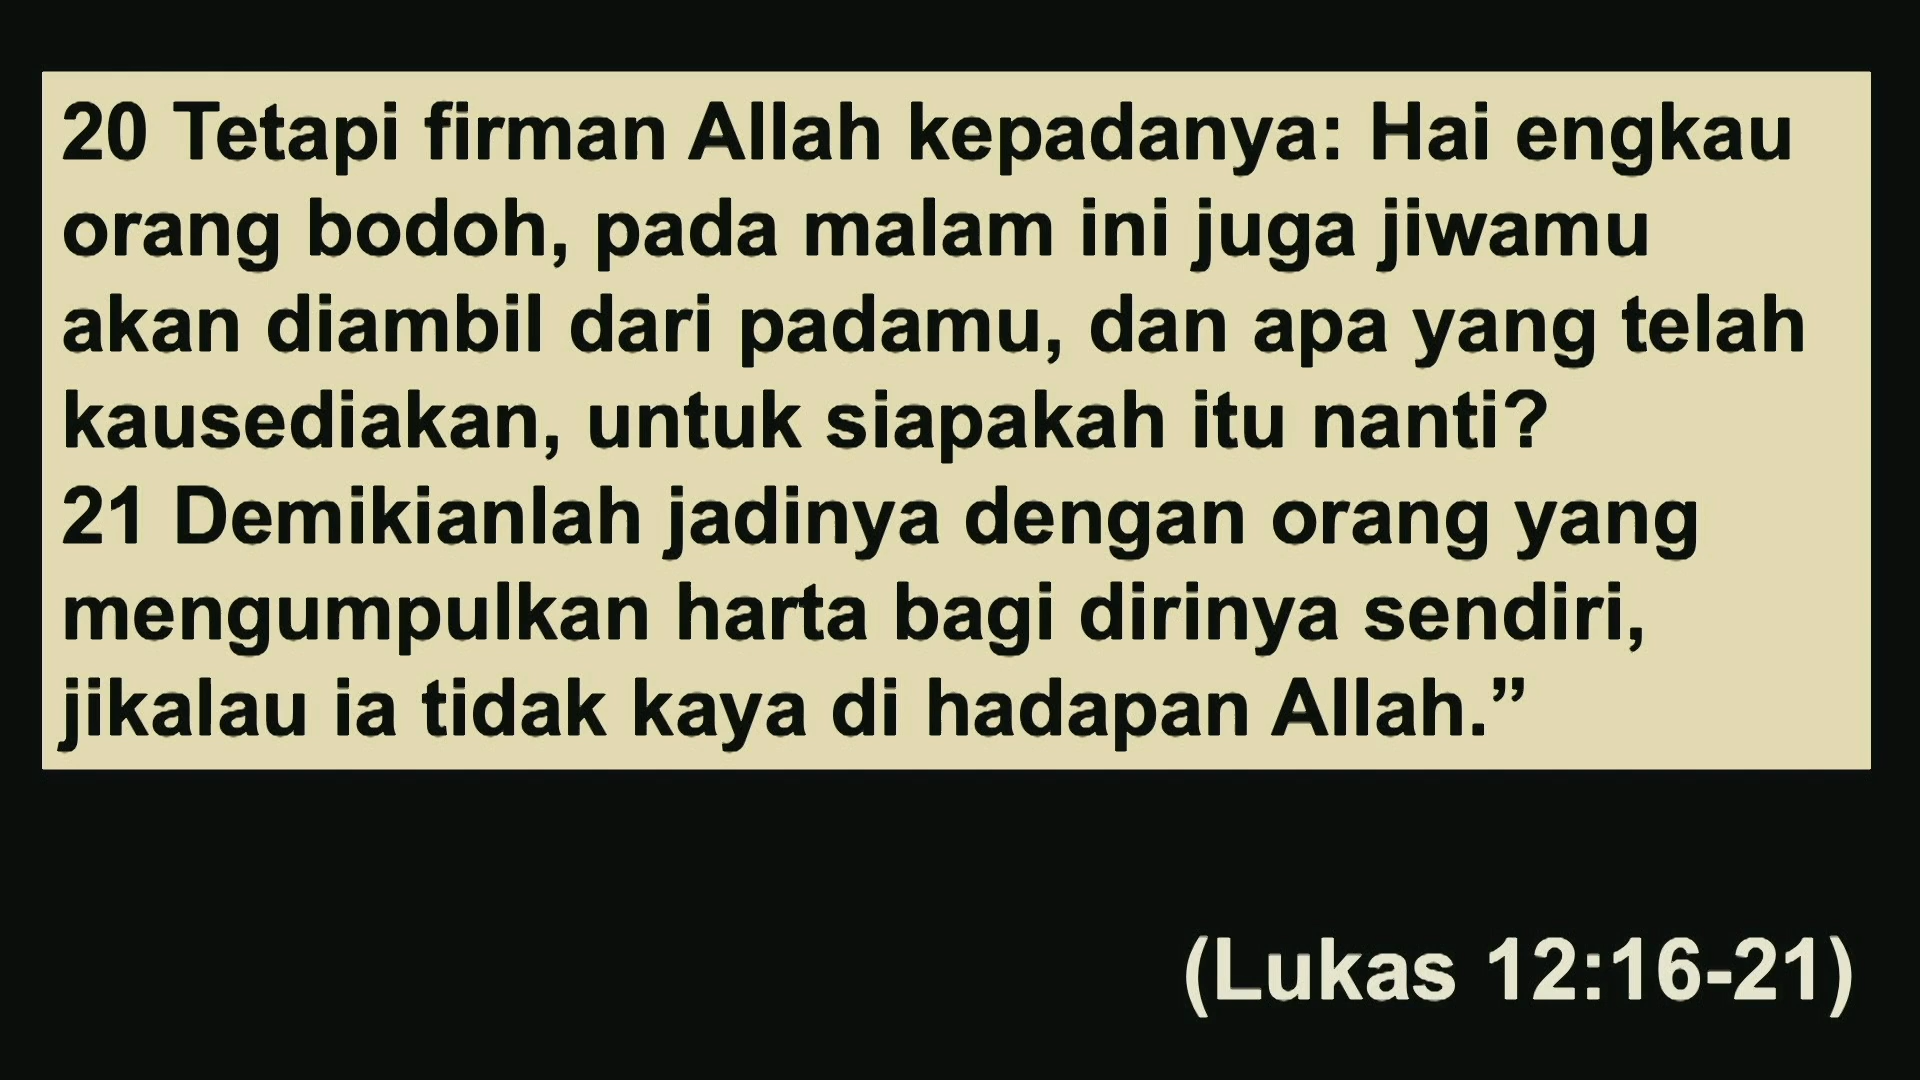 20 Tetapi firman Allah kepadanya: Hai engkau
orang bodoh, pada malam ini juga jiwamu
akan diambil dari padamu, dan apa yang telah
kausediakan, untuk siapakah itu nanti?
21 Demikianlah jadinya dengan orang yang
mengumpulkan harta bagi dirinya sendiri,
jikalau ia tidak kaya di hadapan Allah.”
(Lukas 12:16-21)